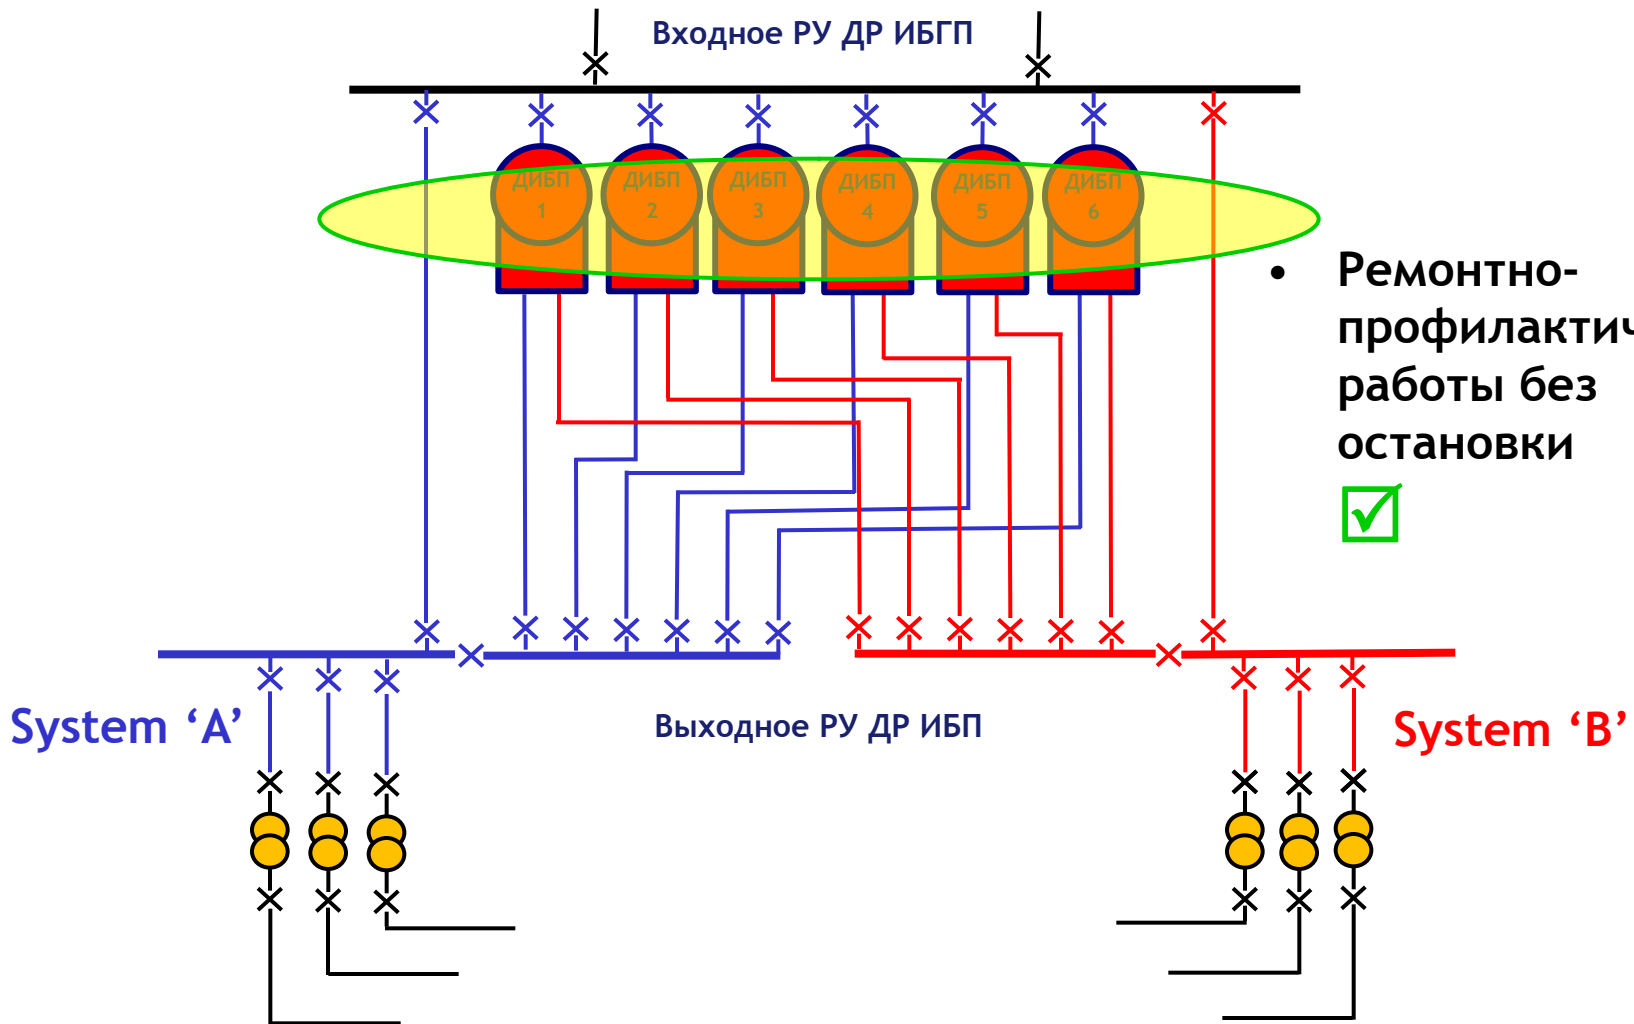 Входное РУ ДР ИБГП
ДИБП
1
ДИБП
2
ДИБП
3
ДИБП
4
ДИБП
5
ДИБП
6
• Ремонтно-
профилактич
работы без
остановки
System ‘A’
Выходное РУ ДР ИБП
System ‘B’